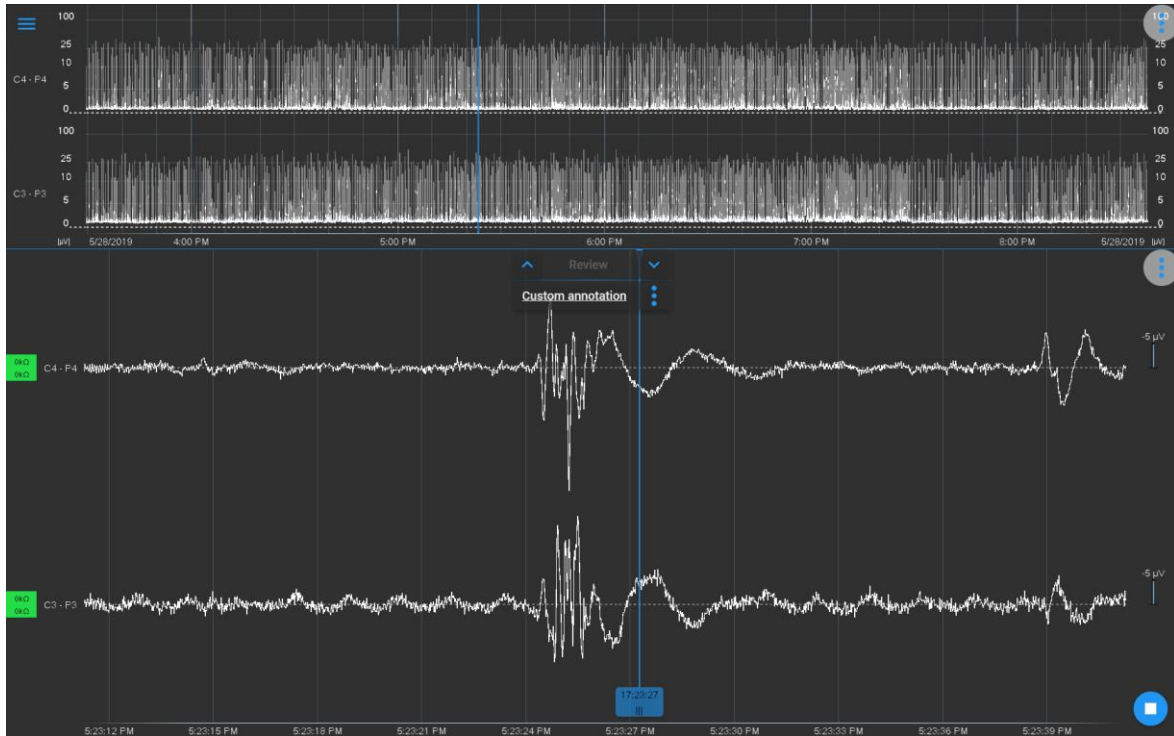 100 100
25 25
10 10
C4 - P4
5 5
0 0
100 100
25 25
10 10
C3 - P3
5 5
0 0
[µV] 5/28/2019 4:00 PM 5:00 PM 6:00 PM 7:00 PM 8:00 PM 5/28/2019 [µV]
Review
Custom annotation
-5 µV
0kΩ
C4 - P4
0kΩ
-5 µV
0kΩ
C3 - P3
0kΩ
17:23:27
5:23:12 PM 5:23:15 PM 5:23:18 PM 5:23:21 PM 5:23:24 PM 5:23:27 PM 5:23:30 PM 5:23:33 PM 5:23:36 PM 5:23:39 PM